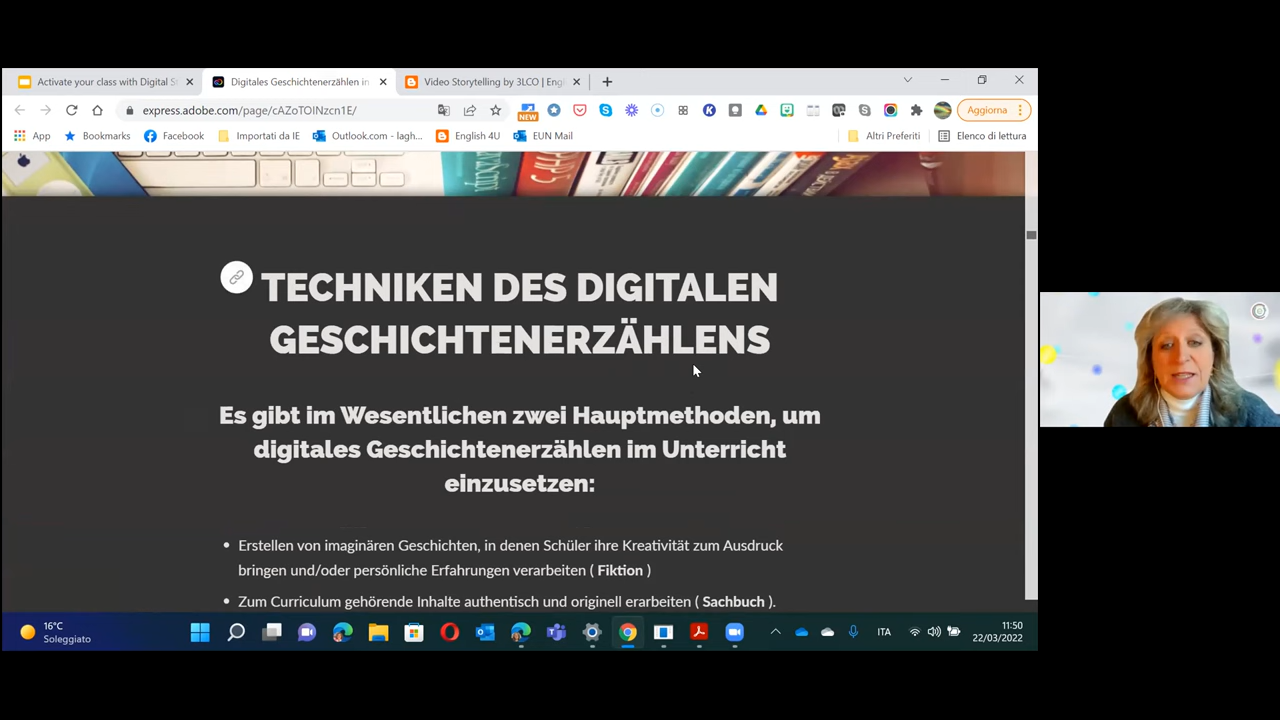 Activate your class with Digital S
Digitales Geschichtenerzählen in
Video Storytelling by 3LCO | Eng
express.adobe.com/page/cAZoTOINzcn1E/
NEW
Aggiorna
App
Bookmarks
Facebook
Importati da IE
Outlook.com - lagh...
English 4U
EUN Mail
Altri Preferiti
Elenco di lettura
TECHNIKEN DES DIGITALEN
GESCHICHTENERZÄHLENS
Es gibt im Wesentlichen zwei Hauptmethoden, um
digitales Geschichtenerzählen im Unterricht
einzusetzen:
• Erstellen von imaginären Geschichten, in denen Schüler ihre Kreativität zum Ausdruck
bringen und/oder persönliche Erfahrungen verarbeiten ( Fiktion )
• Zum Curriculum gehörende Inhalte authentisch und originell erarbeiten ( Sachbuch ).
16°C
Soleggiato
ITA
11:50
22/03/2022